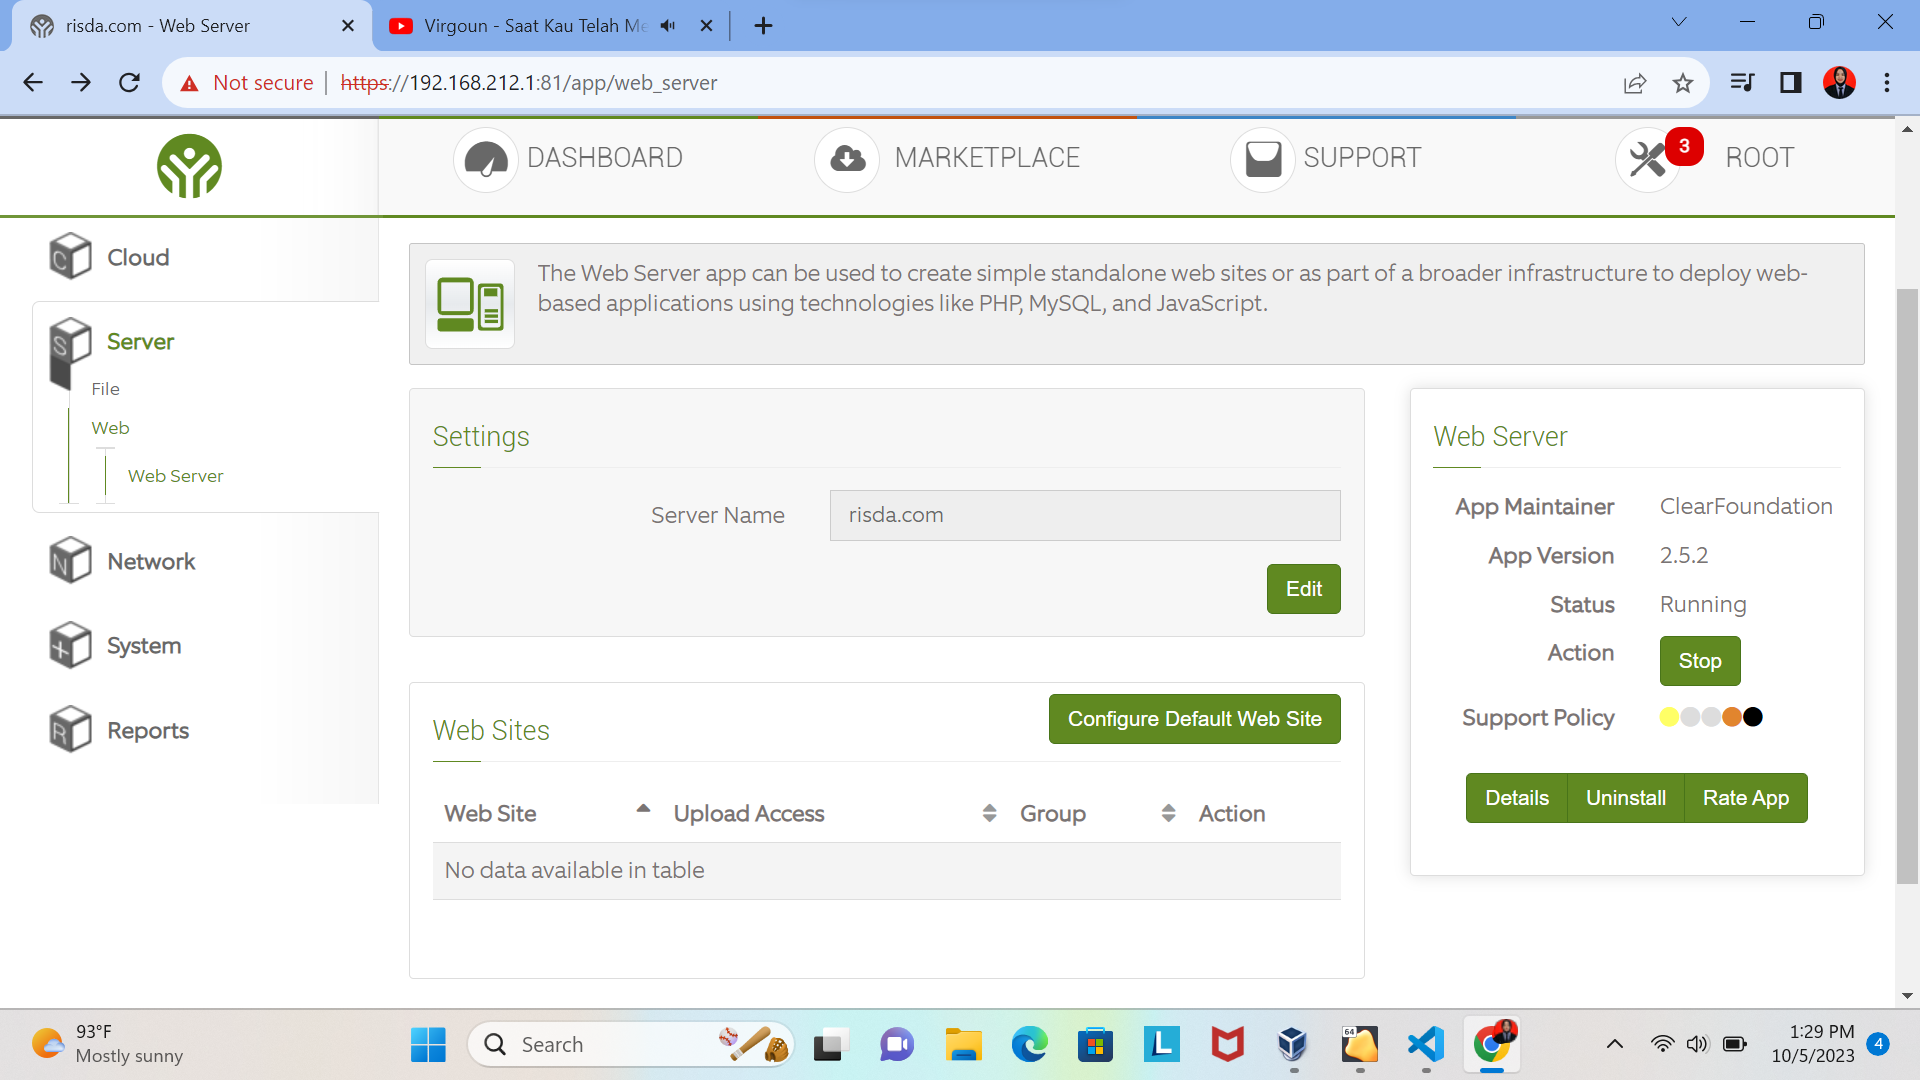 risda.com - Web Server
Virgoun - Saat Kau Telah Me
Not secure | https://192.168.212.1:81/app/web_server
DASHBOARD
MARKETPLACE
SUPPORT
3
ROOT
C
Cloud
S
Server
File
Web
Web Server
N
Network
System
R
Reports
The Web Server app can be used to create simple standalone web sites or as part of a broader infrastructure to deploy web-
based applications using technologies like PHP, MySQL, and JavaScript.
Settings
Server Name
risda.com
Edit
Web Sites
Configure Default Web Site
Web Site
Upload Access
Group
Action
No data available in table
Web Server
App Maintainer
ClearFoundation
App Version
2.5.2
Status
Running
Action
Stop
Support Policy
Details
Uninstall
Rate App
93°F
Mostly sunny
Search
L
64
1:29 PM
10/5/2023
4